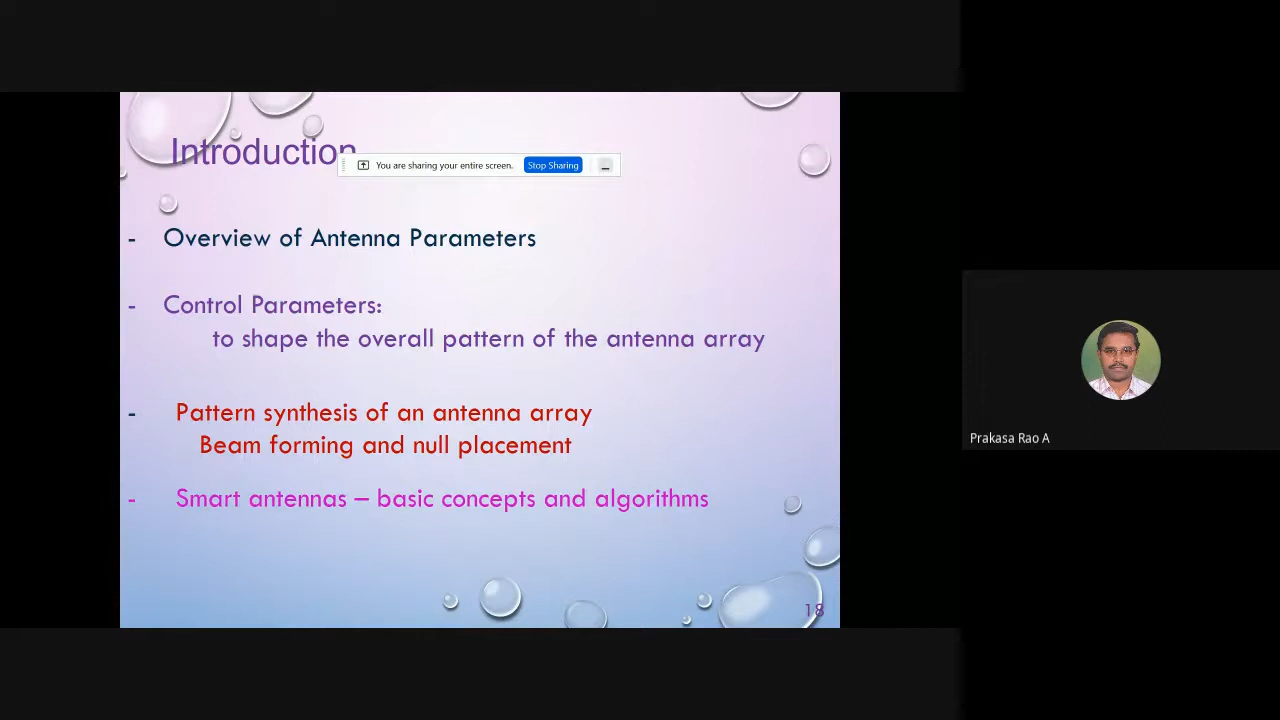 Introduction
You are sharing your entire screen.
Stop Sharing
- Overview of Antenna Parameters
- Control Parameters:
to shape the overall pattern of the antenna array
- Pattern synthesis of an antenna array
Beam forming and null placement
- Smart antennas – basic concepts and algorithms
18
Prakasa Rao A